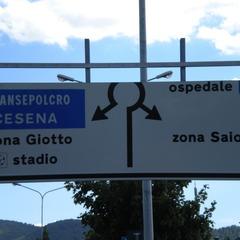 ANSEPOLCRO
CESENA
ona Giotto
stadio
ospedale
zona Saio